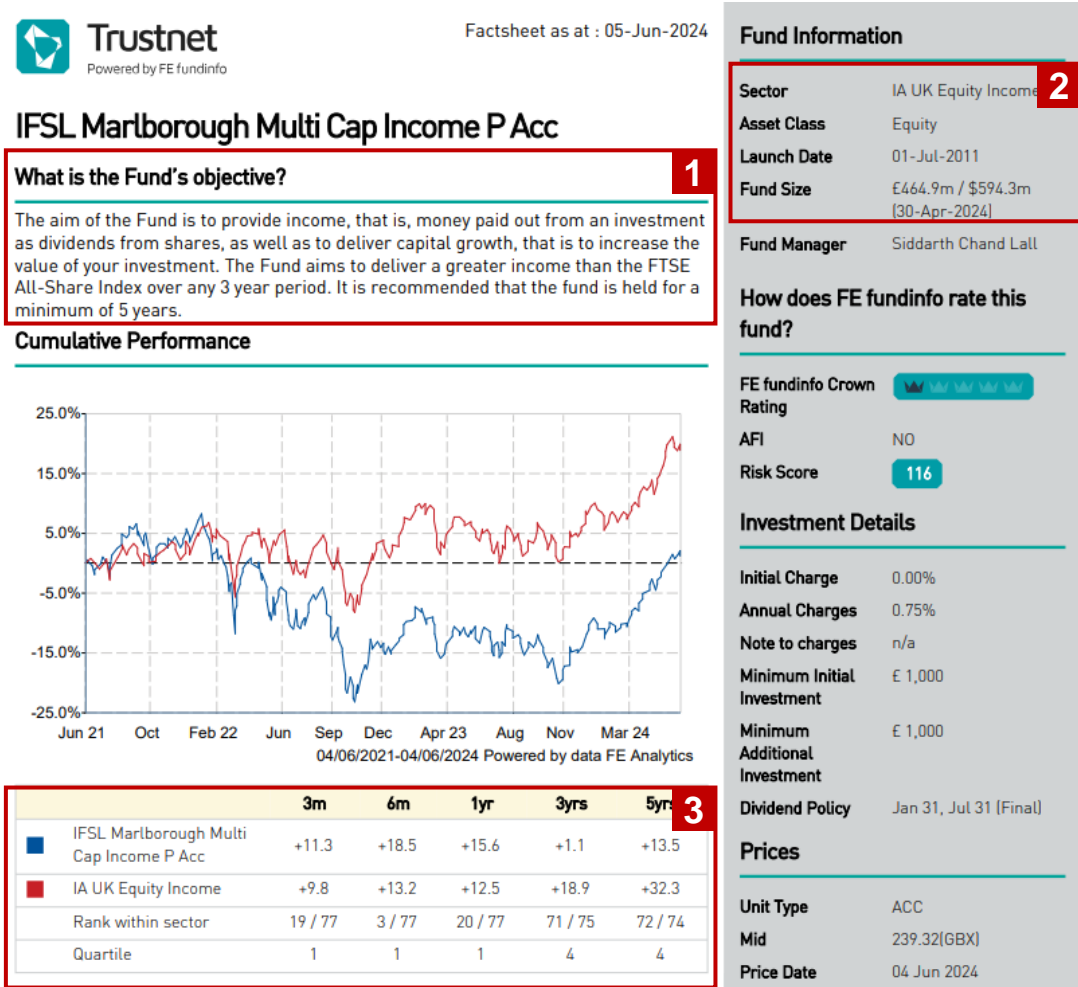 Trustnet
Powered by FE fundinfo
Factsheet as at : 05-Jun-2024
IFSL Marlborough Multi Cap Income P Acc
1
What is the Fund's objective?
The aim of the Fund is to provide income, that is, money paid out from an investment
as dividends from shares, as well as to deliver capital growth, that is to increase the
value of your investment. The Fund aims to deliver a greater income than the FTSE
All-Share Index over any 3 year period. It is recommended that the fund is held for a
minimum of 5 years.
Cumulative Performance
25.0%
15.0%
5.0%
-5.0%
-15.0%
-25.0%
Jun 21 Oct Feb 22 Jun Sep Dec Apr 23 Aug Nov Mar 24
04/06/2021-04/06/2024 Powered by data FE Analytics
3
3m 6m 1yr 3yrs 5yrs
IFSL Marlborough Multi
Cap Income P Acc +11.3 +18.5 +15.6 +1.1 +13.5
IA UK Equity Income +9.8 +13.2 +12.5 +18.9 +32.3
Rank within sector 19 / 77 3 / 77 20 / 77 71 / 75 72 / 74
Quartile 1 1 1 4 4
Fund Information
2
Sector IA UK Equity Income
Asset Class Equity
Launch Date 01-Jul-2011
Fund Size £464.9m / $594.3m
(30-Apr-2024)
Fund Manager Siddarth Chand Lall
How does FE fundinfo rate this
fund?
FE fundinfo Crown
Rating
AFI NO
Risk Score 116
Investment Details
Initial Charge 0.00%
Annual Charges 0.75%
Note to charges n/a
Minimum Initial £ 1,000
Investment
Minimum £ 1,000
Additional
Investment
Dividend Policy Jan 31, Jul 31 (Final)
Prices
Unit Type ACC
Mid 239.32(GBX)
Price Date 04 Jun 2024